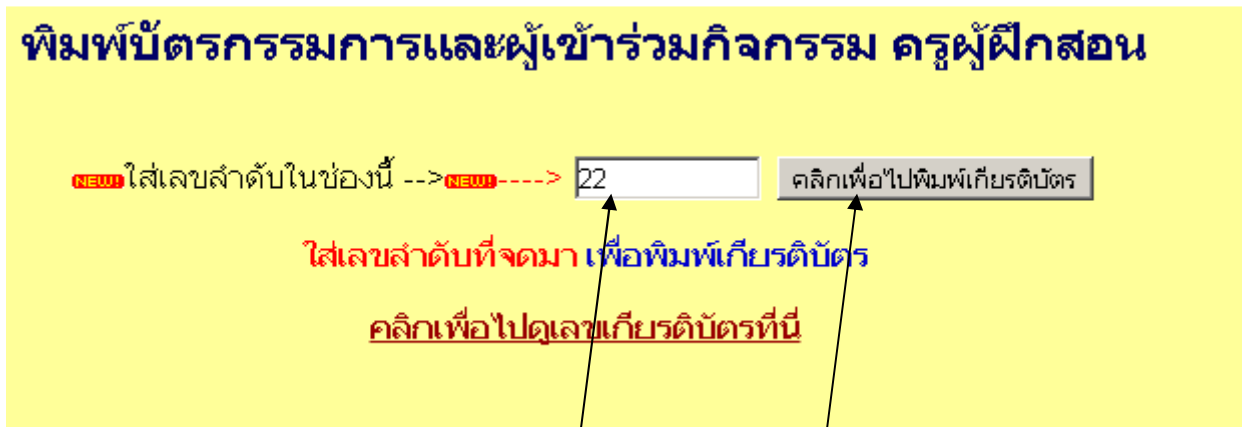 พิมพ์บัตรกรรมการและผู้เข้าร่วมกิจกรรม ครูผู้ฝึกสอน
NEW! ใส่เลขลำดับในช่องนี้ -->NEW!----> 22 คลิกเพื่อไปพิมพ์เกียรติบัตร
ใส่เลขลำดับที่จดมา เพื่อพิมพ์เกียรติบัตร
คลิกเพื่อไปดูเลขเกียรติบัตรที่นี่